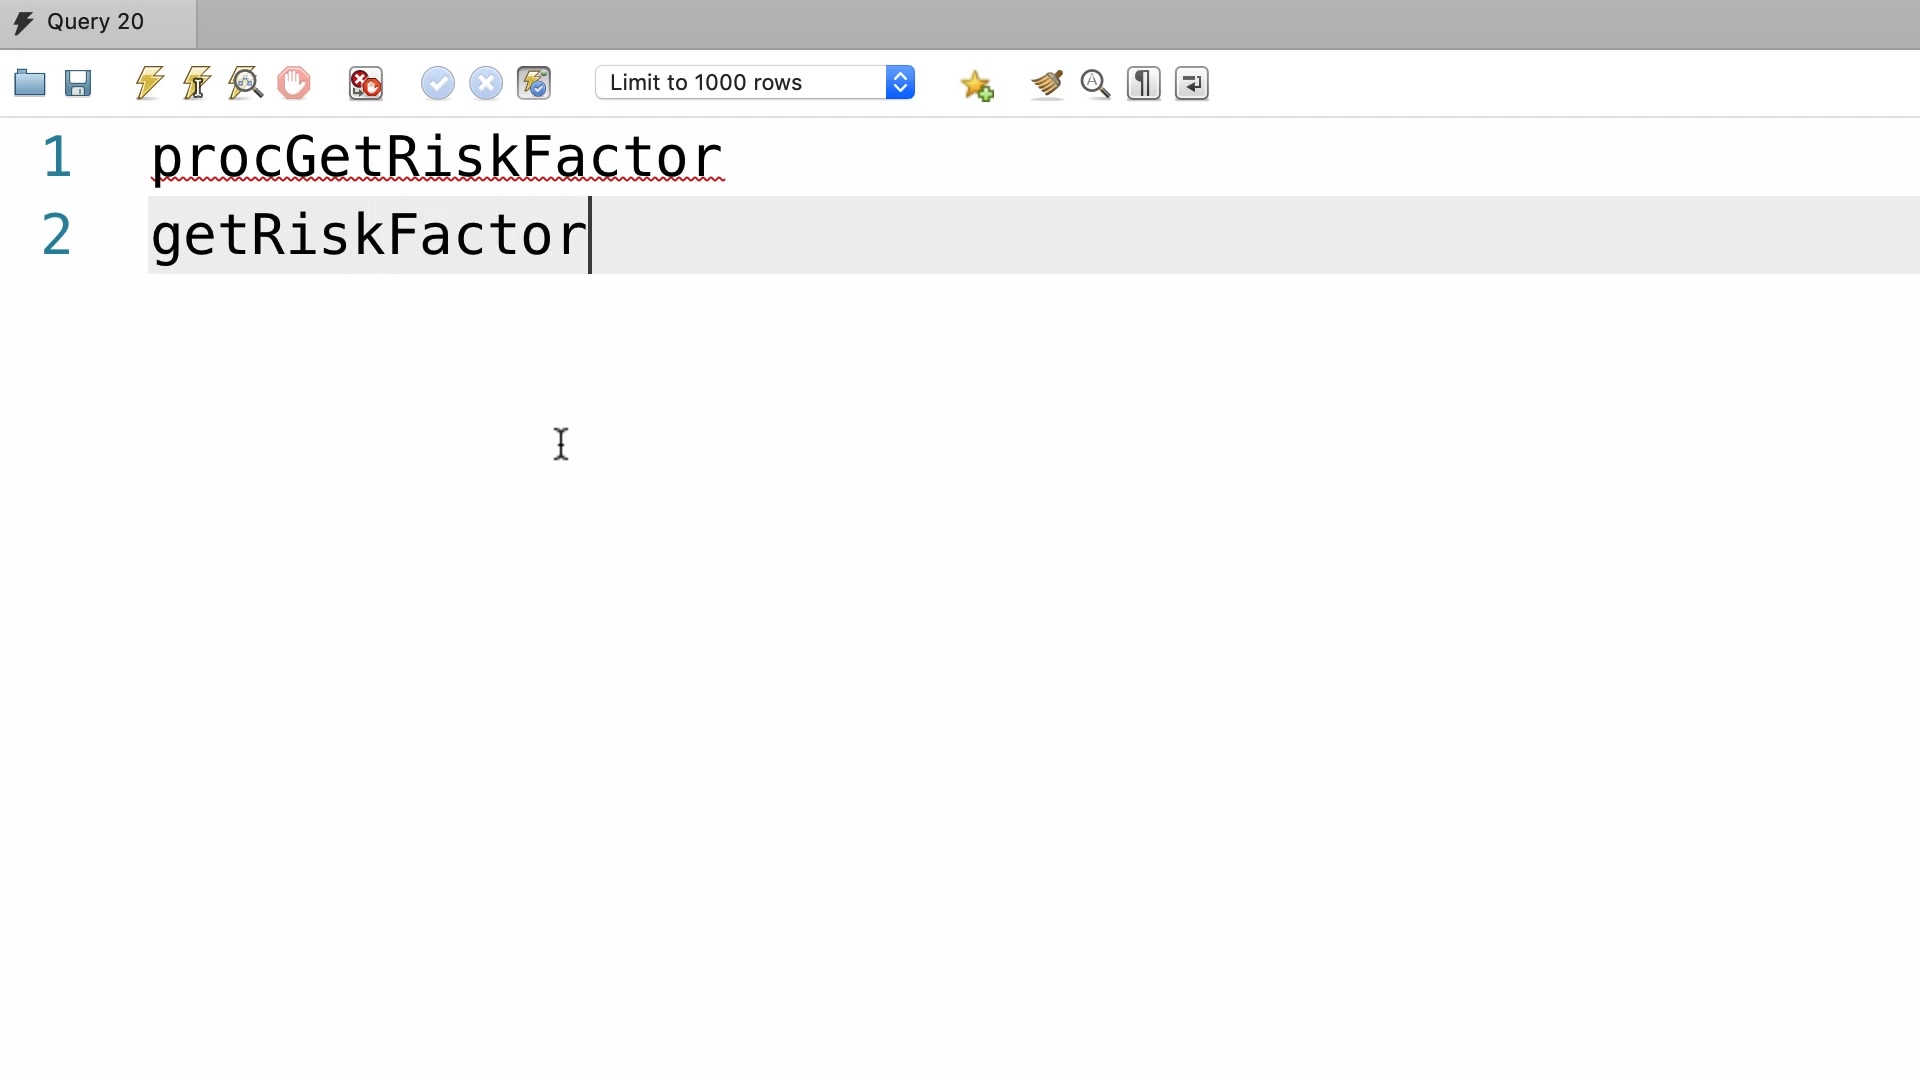 Query 20
Limit to 1000 rows
1 procGetRiskFactor
2 getRiskFactor